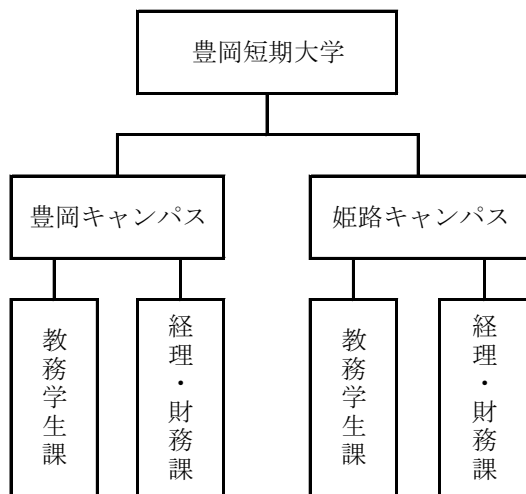 豊岡短期大学
豊岡キャンパス
姫路キャンパス
教務学生課
経理・財務課
教務学生課
経理・財務課